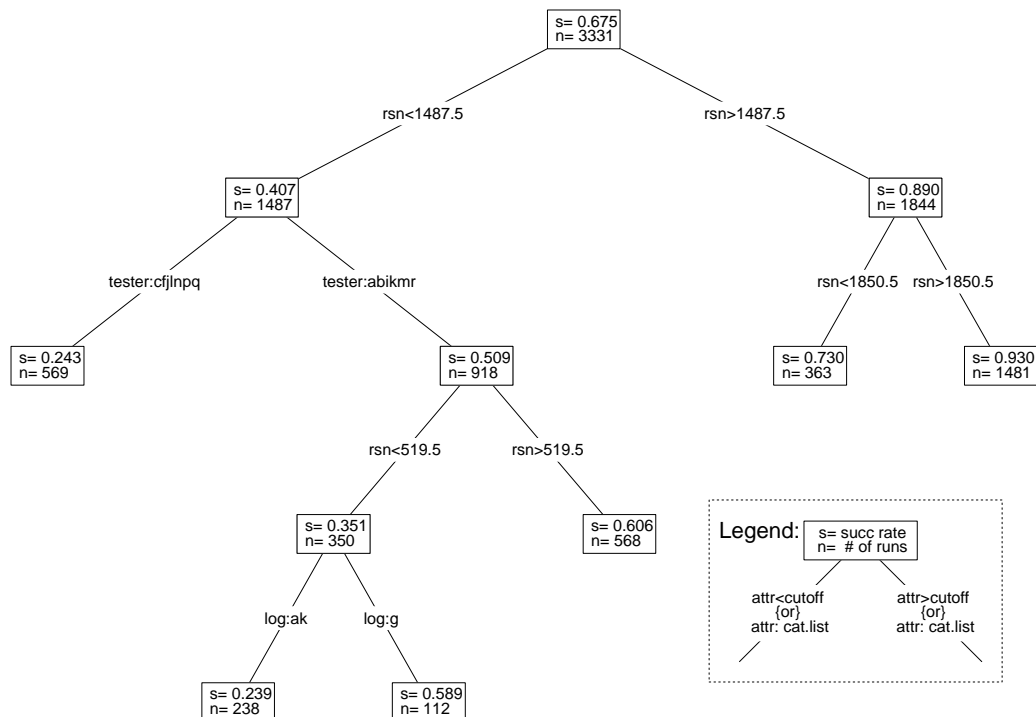 s= 0.675
n= 3331
rsn<1487.5
rsn>1487.5
s= 0.407
n= 1487
s= 0.890
n= 1844
tester:cfjlnpq
tester:abikmr
rsn<1850.5
rsn>1850.5
s= 0.243
n= 569
s= 0.509
n= 918
s= 0.730
n= 363
s= 0.930
n= 1481
rsn<519.5
rsn>519.5
s= 0.351
n= 350
s= 0.606
n= 568
log:ak
log:g
s= 0.239
n= 238
s= 0.589
n= 112
Legend:
s= succ rate
n= # of runs
attr<cutoff
{or}
attr: cat.list
attr>cutoff
{or}
attr: cat.list